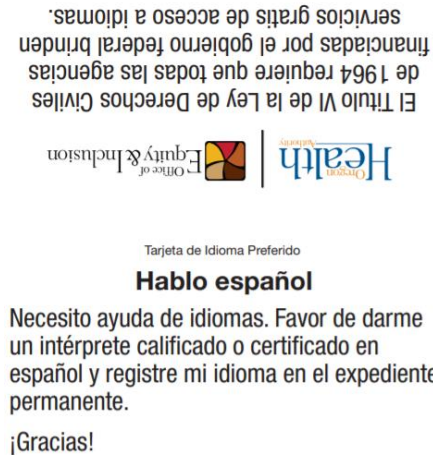 El Título VI de la Ley de Derechos Civiles
de 1964 requiere que todas las agencias
financiadas por el gobierno federal brinden
servicios gratis de acceso a idiomas.
Oregon
Health
Authority
Office of
Equity & Inclusion
Tarjeta de Idioma Preferido
Hablo español
Necesito ayuda de idiomas. Favor de darme
un intérprete calificado o certificado en
español y registre mi idioma en el expediente
permanente.
¡Gracias!